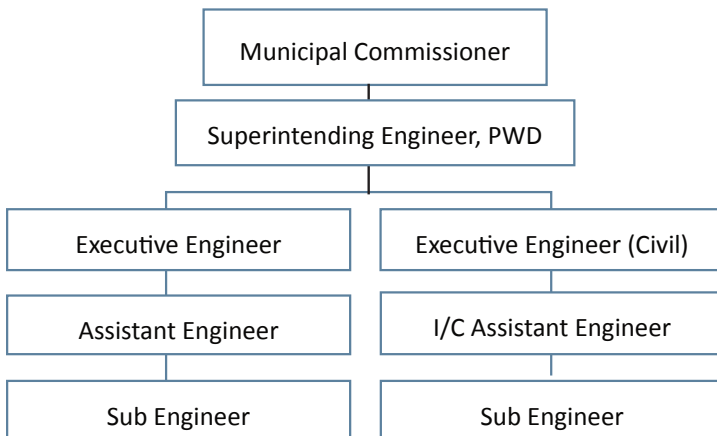 Municipal Commissioner
Superintending Engineer, PWD
Executive Engineer
Executive Engineer (Civil)
Assistant Engineer
I/C Assistant Engineer
Sub Engineer
Sub Engineer